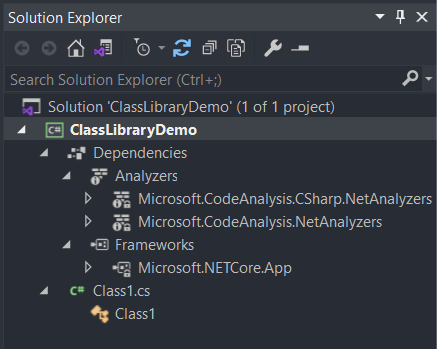 Solution Explorer
Search Solution Explorer (Ctrl+;)
Solution 'ClassLibraryDemo' (1 of 1 project)
C# ClassLibraryDemo
Dependencies
Analyzers
Microsoft.CodeAnalysis.CSharp.NetAnalyzers
Microsoft.CodeAnalysis.NetAnalyzers
Frameworks
Microsoft.NETCore.App
C# Class1.cs
Class1